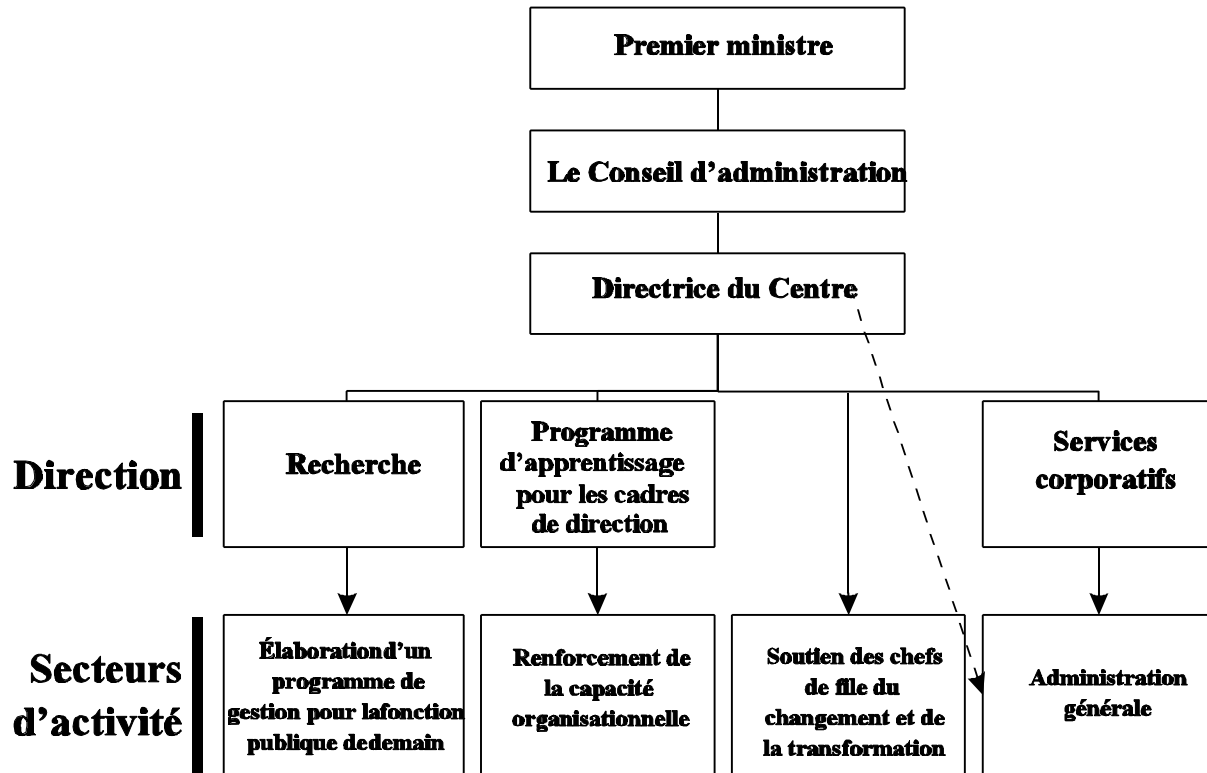 Premier ministre
Le Conseil d'administration
Directrice du Centre
Direction
Recherche
Programme
d'apprentissage
pour les cadres
de direction
Services
corporatifs
Secteurs
d'activité
Élaborationd'un
programme de
gestion pour lafonction
publique dedemain
Renforcement de
la capacité
organisationnelle
Soutien des chefs
de file du
changement et de
la transformation
Administration
générale